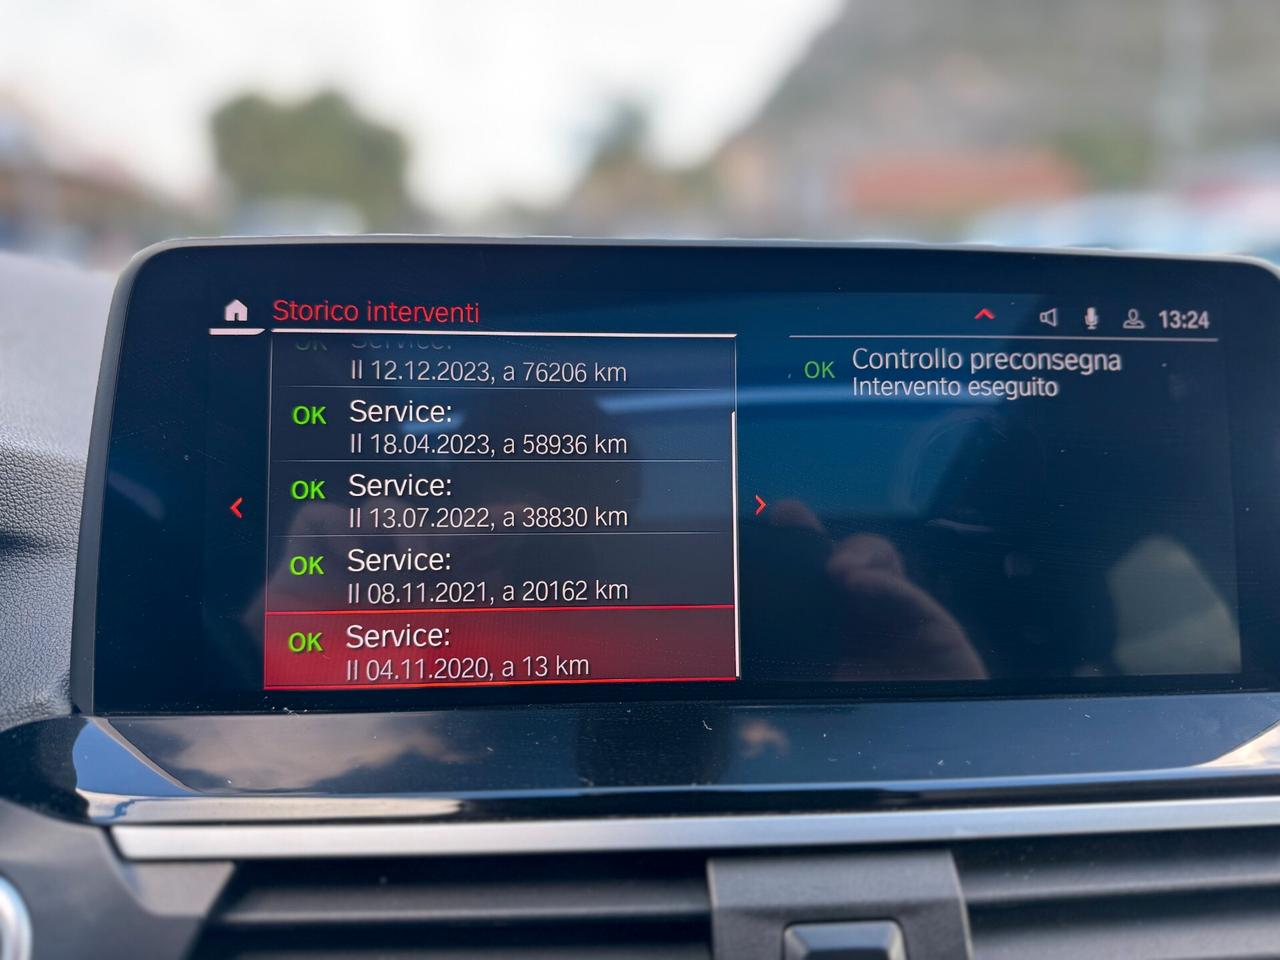 Storico interventi
13:24
OK Service:
Il 12.12.2023, a 76206 km
OK Service:
Il 18.04.2023, a 58936 km
OK Service:
Il 13.07.2022, a 38830 km
OK Service:
Il 08.11.2021, a 20162 km
OK Service:
Il 04.11.2020, a 13 km
OK Controllo preconsegna
Intervento eseguito